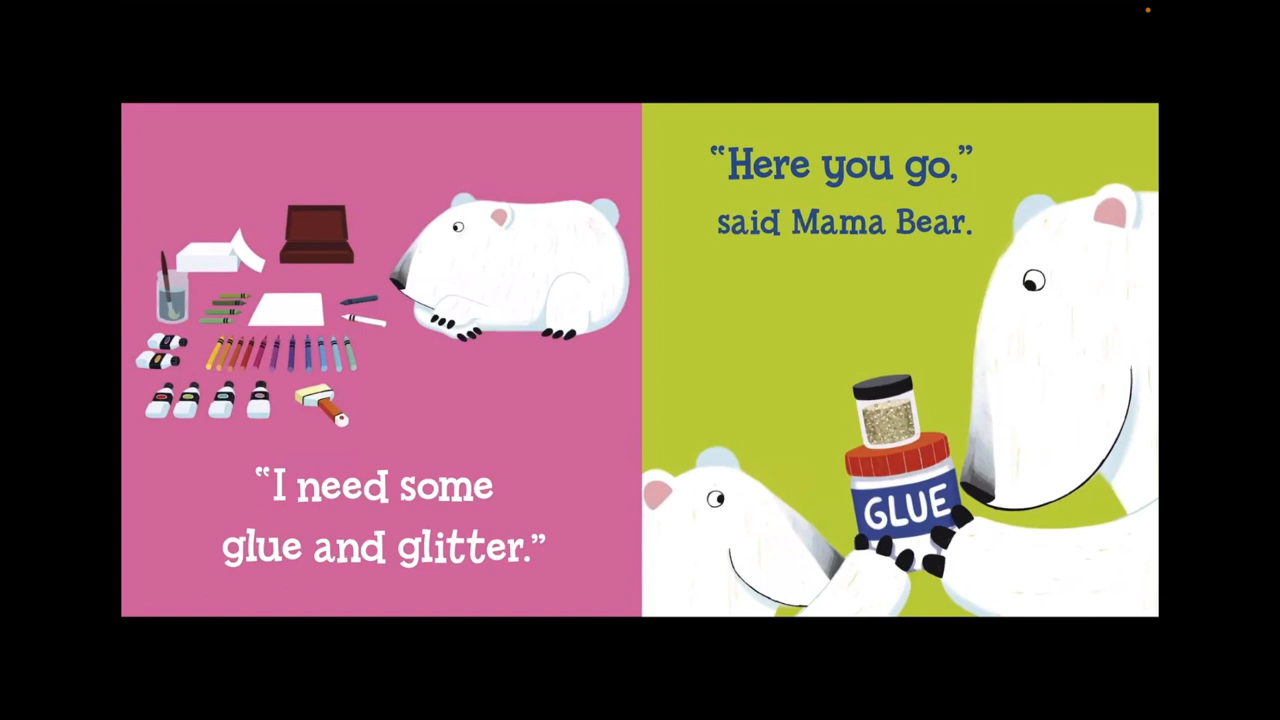 “I need some
glue and glitter.”
“Here you go,”
said Mama Bear.
GLUE